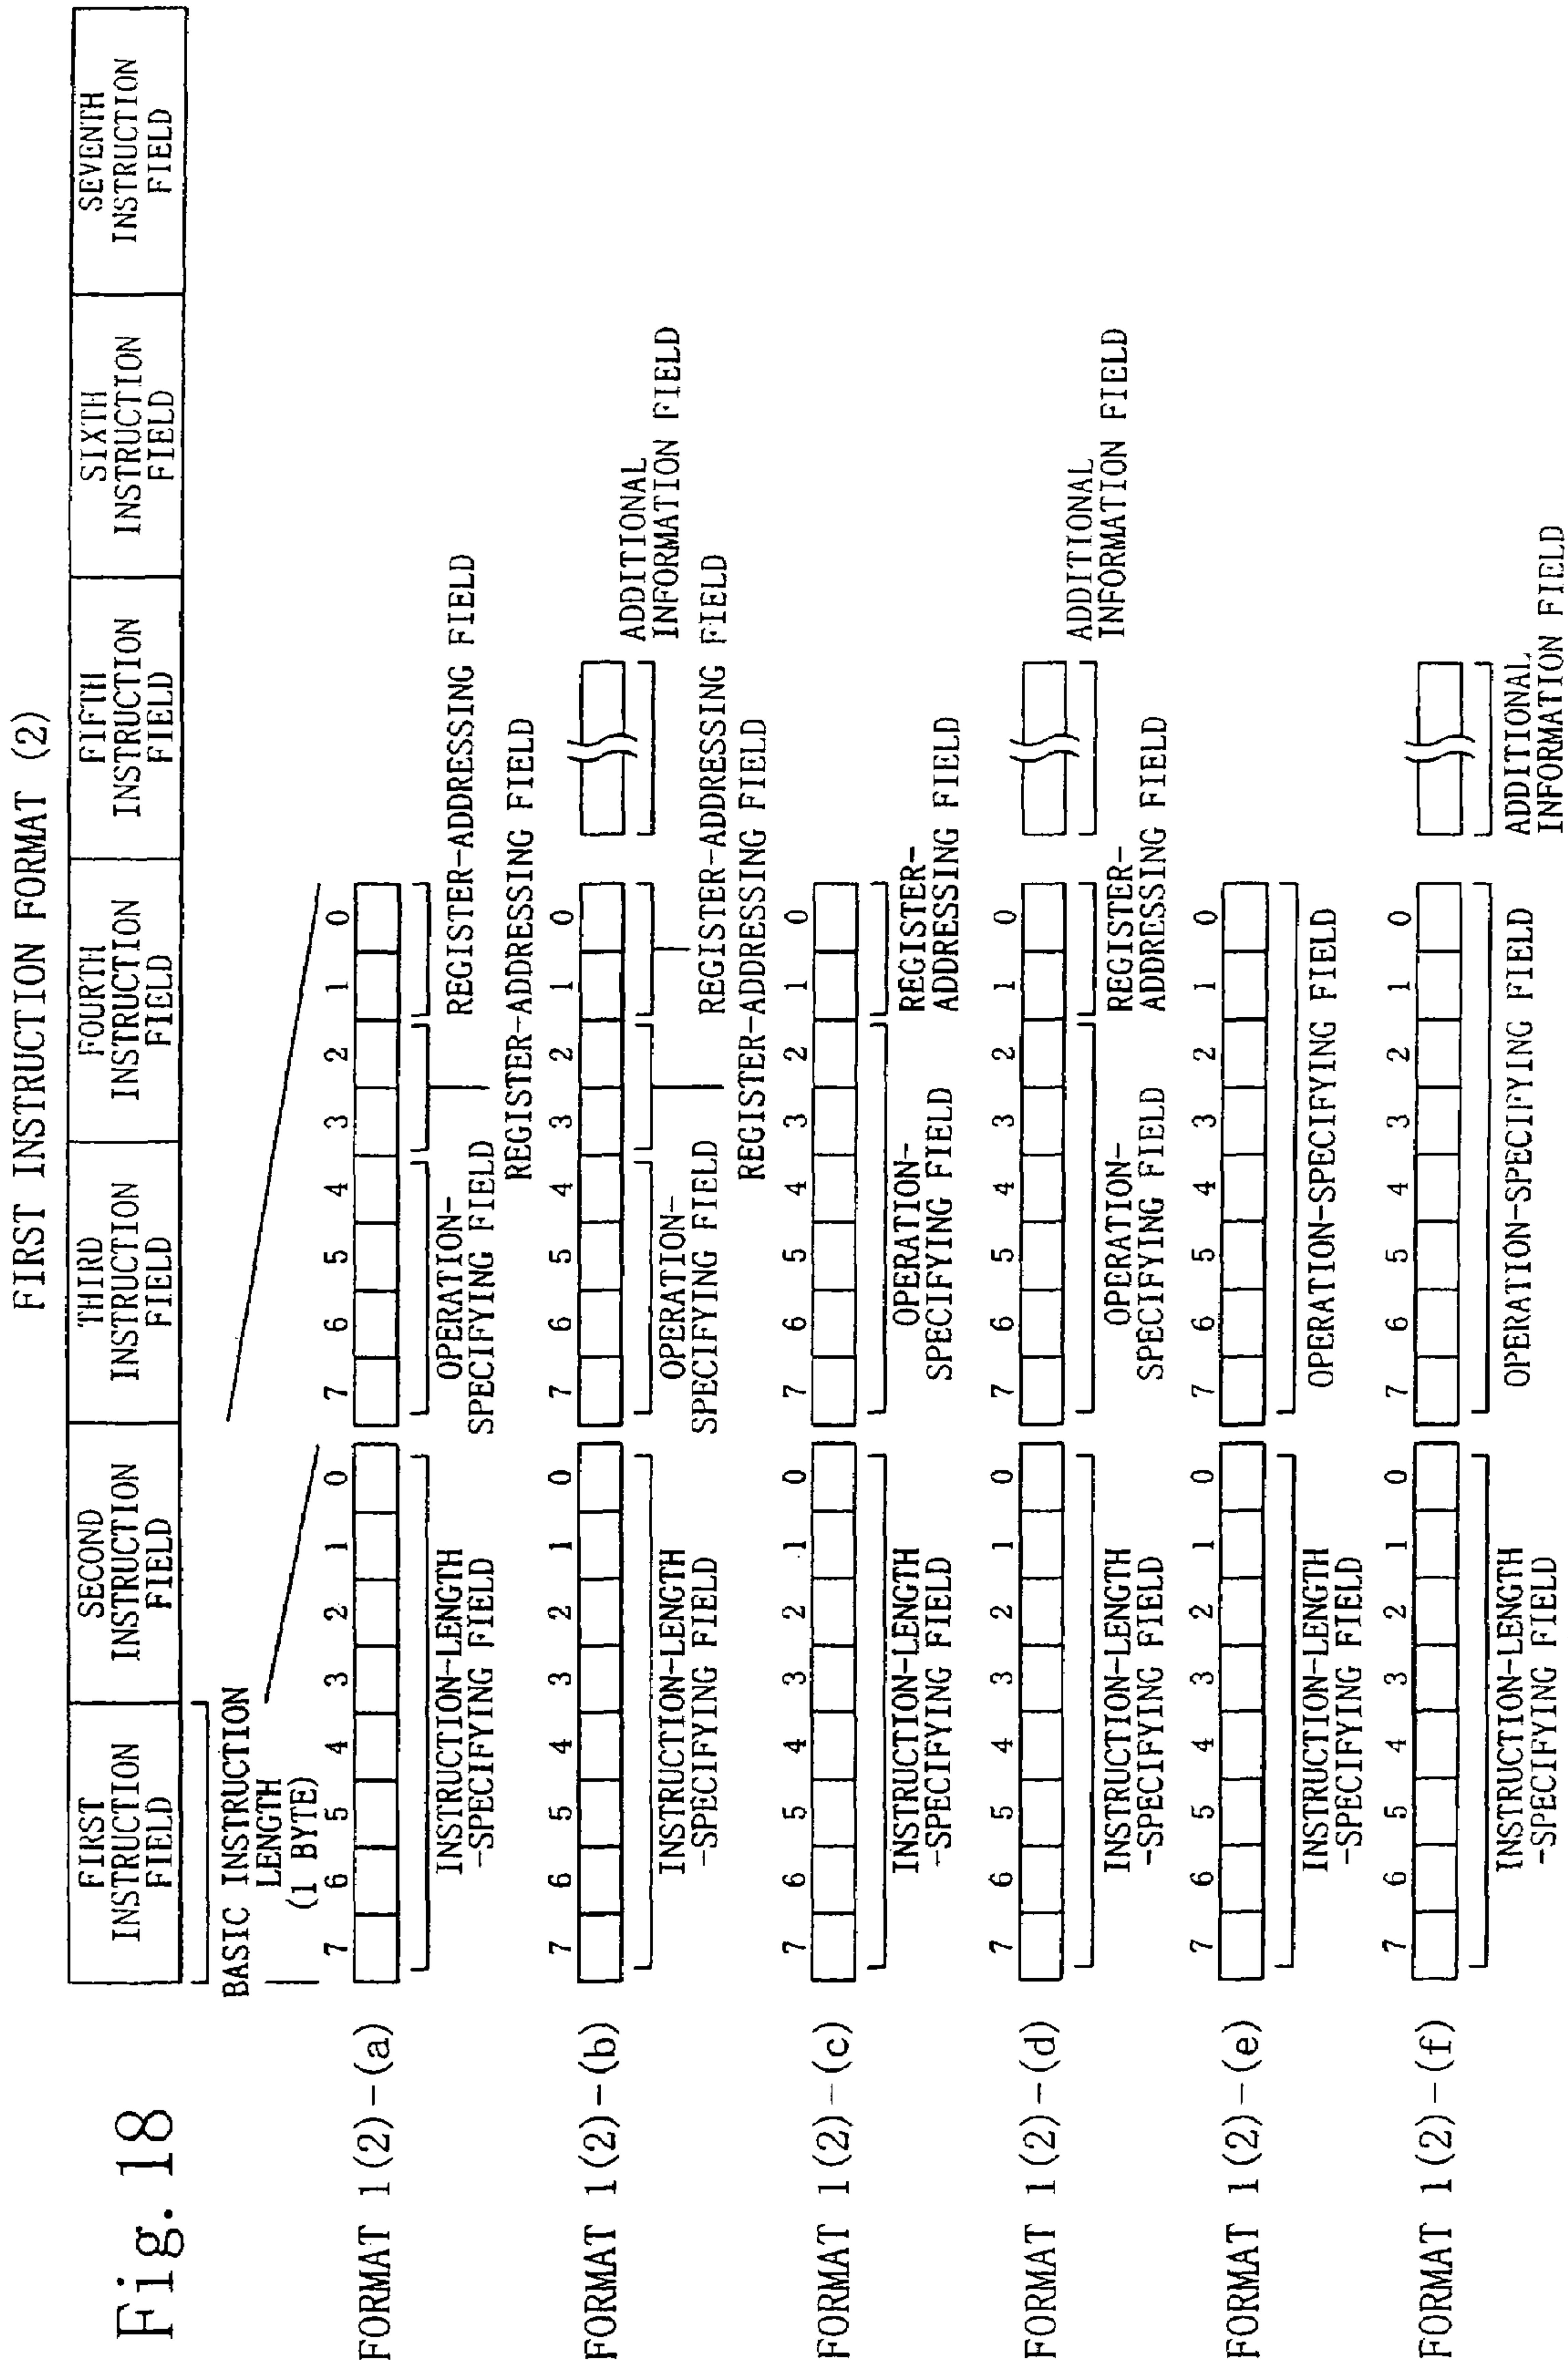 Fig. 18
FIRST INSTRUCTION FORMAT (2)
FIRST
INSTRUCTION
FIELD
SECOND
INSTRUCTION
FIELD
THIRD
INSTRUCTION
FIELD
FOURTH
INSTRUCTION
FIELD
FIFTH
INSTRUCTION
FIELD
SIXTH
INSTRUCTION
FIELD
SEVENTH
INSTRUCTION
FIELD
BASIC INSTRUCTION
LENGTH
(1 BYTE)
FORMAT 1(2)-(a)
7 6 5 4 3 2 1 0
7 6 5 4 3 2 1 0
INSTRUCTION-LENGTH
-SPECIFYING FIELD
OPERATION-
SPECIFYING FIELD
REGISTER-ADDRESSING FIELD
REGISTER-ADDRESSING FIELD
FORMAT 1(2)-(b)
7 6 5 4 3 2 1 0
7 6 5 4 3 2 1 0
INSTRUCTION-LENGTH
-SPECIFYING FIELD
OPERATION-
SPECIFYING FIELD
ADDITIONAL
INFORMATION FIELD
REGISTER-ADDRESSING FIELD
REGISTER-ADDRESSING FIELD
FORMAT 1(2)-(c)
7 6 5 4 3 2 1 0
7 6 5 4 3 2 1 0
INSTRUCTION-LENGTH
-SPECIFYING FIELD
OPERATION-
SPECIFYING FIELD
REGISTER-
ADDRESSING FIELD
FORMAT 1(2)-(d)
7 6 5 4 3 2 1 0
7 6 5 4 3 2 1 0
INSTRUCTION-LENGTH
-SPECIFYING FIELD
OPERATION-
SPECIFYING FIELD
REGISTER-
ADDRESSING FIELD
ADDITIONAL
INFORMATION FIELD
FORMAT 1(2)-(e)
7 6 5 4 3 2 1 0
7 6 5 4 3 2 1 0
INSTRUCTION-LENGTH
-SPECIFYING FIELD
OPERATION-SPECIFYING FIELD
FORMAT 1(2)-(f)
7 6 5 4 3 2 1 0
7 6 5 4 3 2 1 0
INSTRUCTION-LENGTH
-SPECIFYING FIELD
OPERATION-SPECIFYING FIELD
ADDITIONAL
INFORMATION FIELD